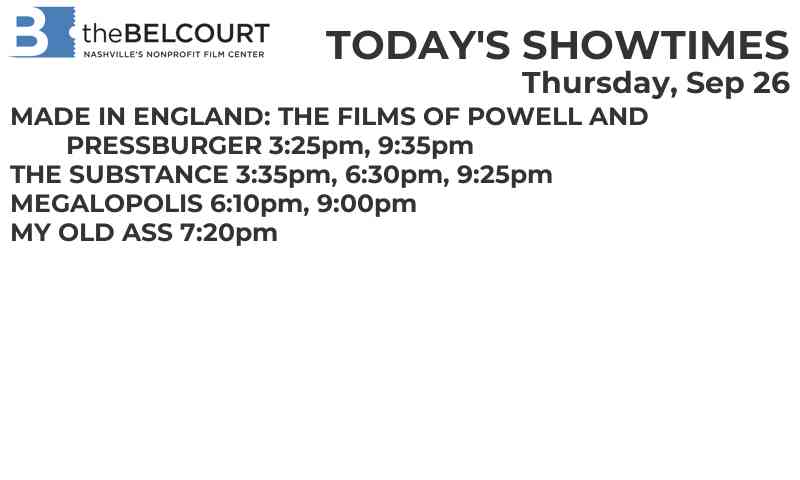 B theBELCOURT
NASHVILLE'S NONPROFIT FILM CENTER
TODAY'S SHOWTIMES
Thursday, Sep 26
MADE IN ENGLAND: THE FILMS OF POWELL AND
PRESSBURGER 3:25pm, 9:35pm
THE SUBSTANCE 3:35pm, 6:30pm, 9:25pm
MEGALOPOLIS 6:10pm, 9:00pm
MY OLD ASS 7:20pm